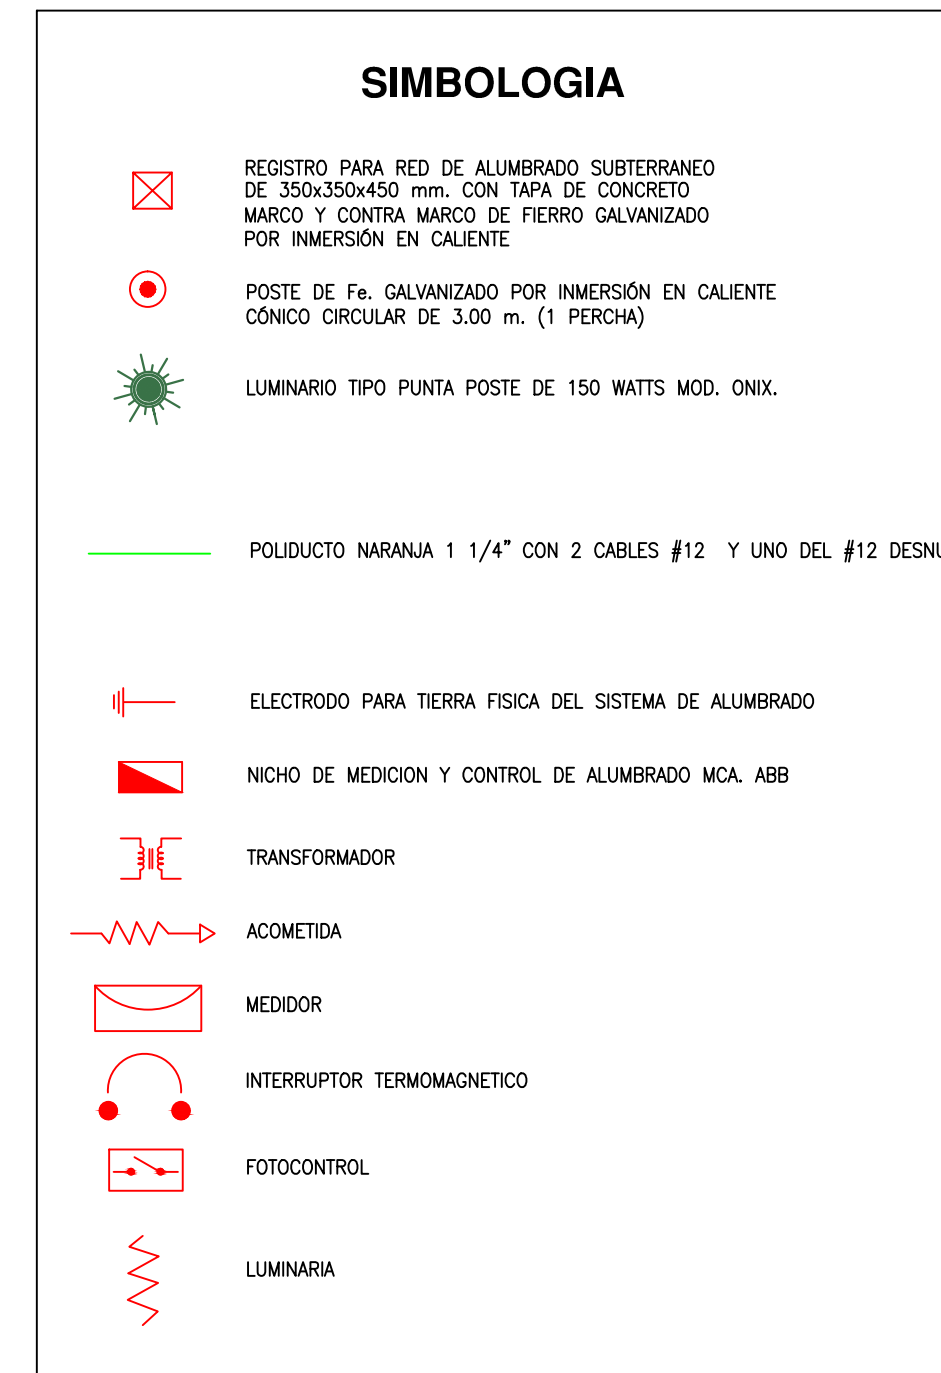 SIMBOLOGIA
REGISTRO PARA RED DE ALUMBRADO SUBTERRANEO
DE 350x350x450 mm. CON TAPA DE CONCRETO
MARCO Y CONTRA MARCO DE FIERRO GALVANIZADO
POR INMERSIÓN EN CALIENTE
POSTE DE Fe. GALVANIZADO POR INMERSIÓN EN CALIENTE
CÓNICO CIRCULAR DE 3.00 m. (1 PERCHA)
LUMINARIO TIPO PUNTA POSTE DE 150 WATTS MOD. ONIX.
POLIDUCTO NARANJA 1 1/4" CON 2 CABLES #12 Y UNO DEL #12
ELECTRODO PARA TIERRA FISICA DEL SISTEMA DE ALUMBRADO
NICHO DE MEDICION Y CONTROL DE ALUMBRADO MCA. ABB
TRANSFORMADOR
ACOMETIDA
MEDIDOR
INTERRUPTOR TERMOMAGNETICO
FOTOCONTROL
LUMINARIA